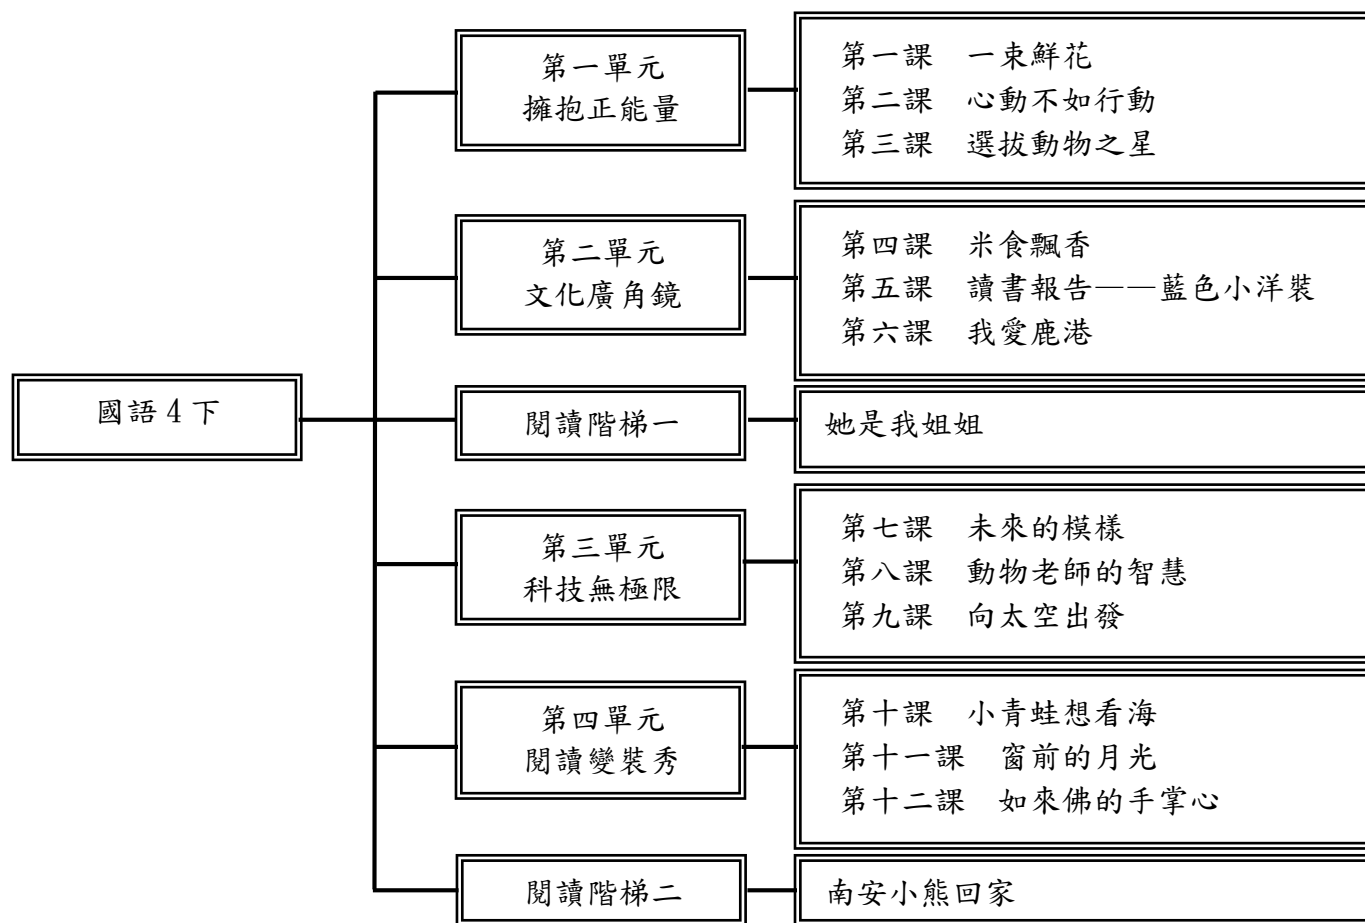 國語4下
第一單元
擁抱正能量
第一課　一束鮮花
第二課　心動不如行動
第三課　選拔動物之星
第二單元
文化廣角鏡
第四課　米食飄香
第五課　讀書報告——藍色小洋裝
第六課　我愛鹿港
閱讀階梯一
她是我姐姐
第三單元
科技無極限
第七課　未來的模樣
第八課　動物老師的智慧
第九課　向太空出發
第四單元
閱讀變裝秀
第十課　小青蛙想看海
第十一課　窗前的月光
第十二課　如來佛的手掌心
閱讀階梯二
南安小熊回家